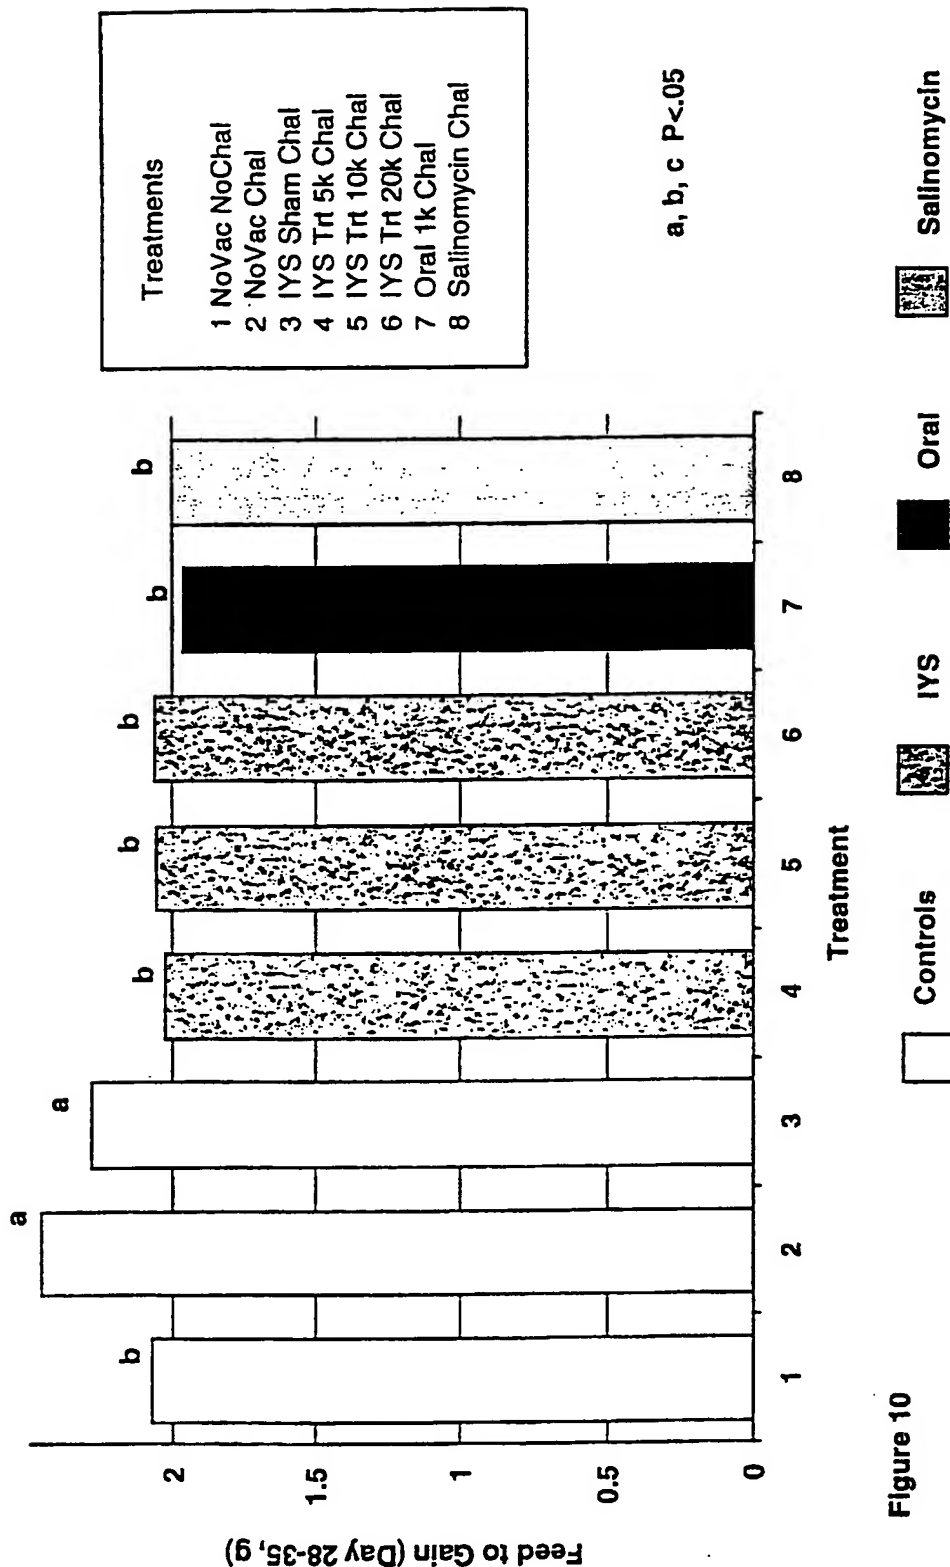 Feed to Gain (Day 28-35, g)
2
1.5
1
0.5
0
b
a
a
b
b
b
b
b
1 2 3 4 5 6 7 8
Treatment
Treatments
1 NoVac NoChal
2 NoVac Chal
3 IYS Sham Chal
4 IYS Trt 5k Chal
5 IYS Trt 10k Chal
6 IYS Trt 20k Chal
7 Oral 1k Chal
8 Salinomycin Chal
a, b, c P<.05
Controls IYS Oral Salinomycin
Figure 10